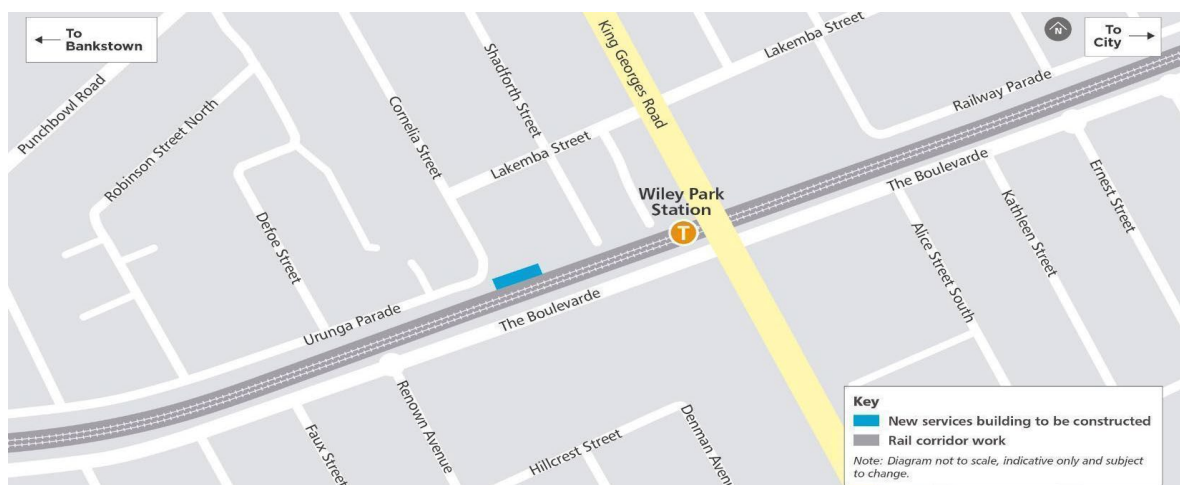 To
Bankstown
N
To
City
Punchbowl Road
Robinson Street North
Cornelia Street
Shadforth Street
King Georges Road
Lakemba Street
Railway Parade
Lakemba Street
The Boulevarde
Wiley Park
Station
T
Defoe Street
Ernest Street
Kathleen Street
Alice Street South
Urunga Parade
The Boulevarde
Renown Avenue
Faux Street
Hillcrest Street
Key
New services building to be constructed
Rail corridor work
Note: Diagram not to scale, indicative only and subject
to change.
Denman Aven